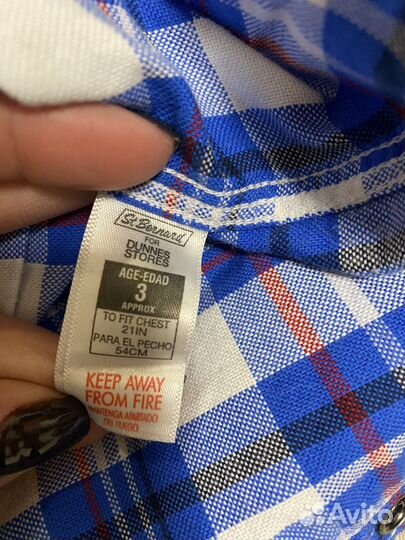 St. Bernard
FOR
DUNNES
STORES
AGE-EDAD
3
APPROX
TO FIT CHEST
21IN
PARA EL PECHO
54CM
KEEP AWAY
FROM FIRE
MANTENGA APARTADO
DEL FUEGO
Avito